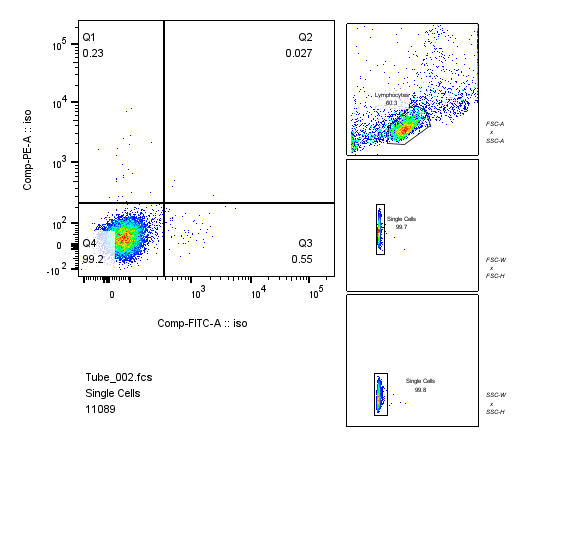 Q1
0.23
Q2
0.027
Q4
99.2
Q3
0.55
10^5
10^4
10^3
10^2
0
-10^2
0
10^3
10^4
10^5
Comp-PE-A :: iso
Comp-FITC-A :: iso
Tube_002.fcs
Single Cells
11089
Lymphocytes
60.3
FSC-A
x
SSC-A
Single Cells
99.7
FSC-W
x
FSC-H
Single Cells
99.8
SSC-W
x
SSC-H